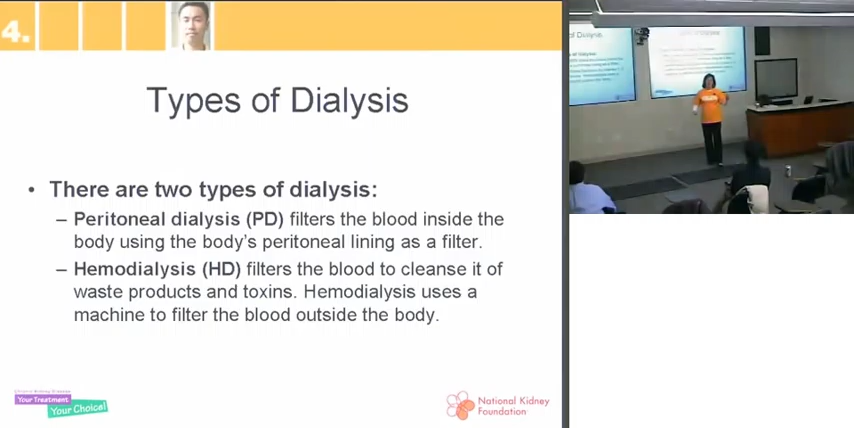 4.
Types of Dialysis
• There are two types of dialysis:
– Peritoneal dialysis (PD) filters the blood inside the
body using the body's peritoneal lining as a filter.
– Hemodialysis (HD) filters the blood to cleanse it of
waste products and toxins. Hemodialysis uses a
machine to filter the blood outside the body.
Your Treatment
Your Choice!
National Kidney
Foundation